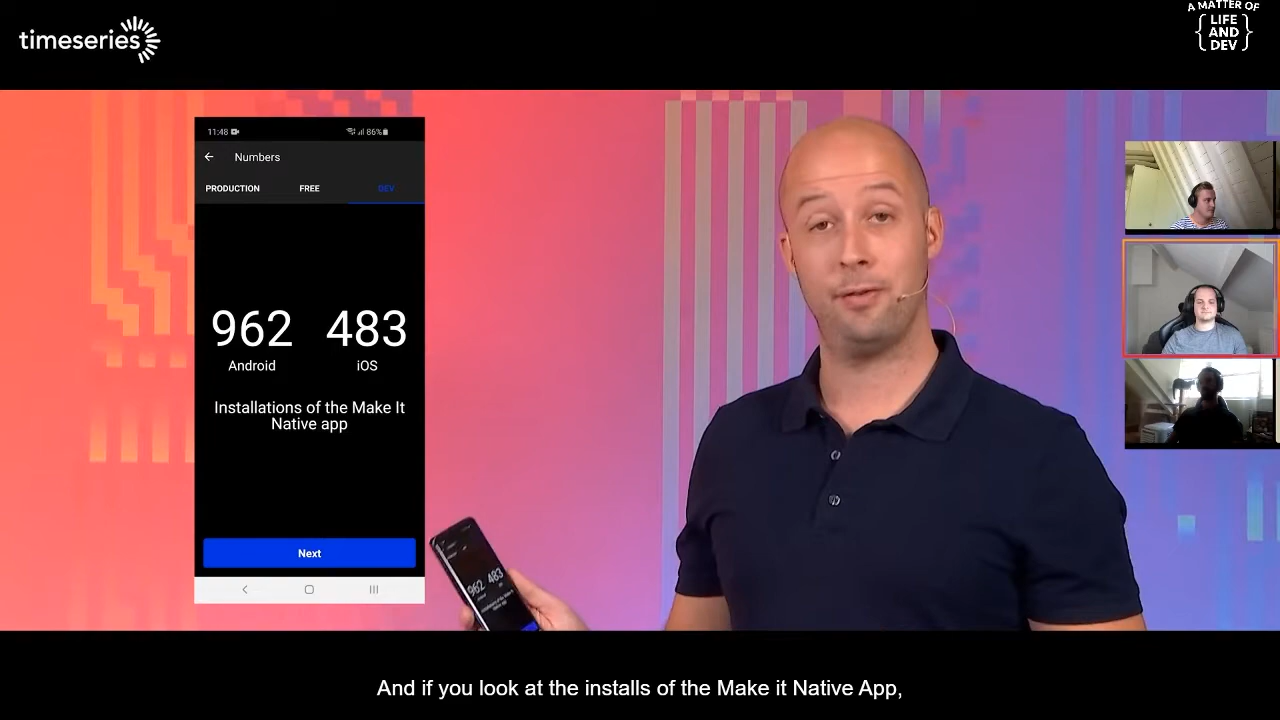 timeseries
A MATTER OF
{LIFE
AND
DEV}
11:48
86%
Numbers
PRODUCTION FREE DEV
962 483
Android iOS
Installations of the Make It
Native app
Next
962 483
And if you look at the installs of the Make it Native App,